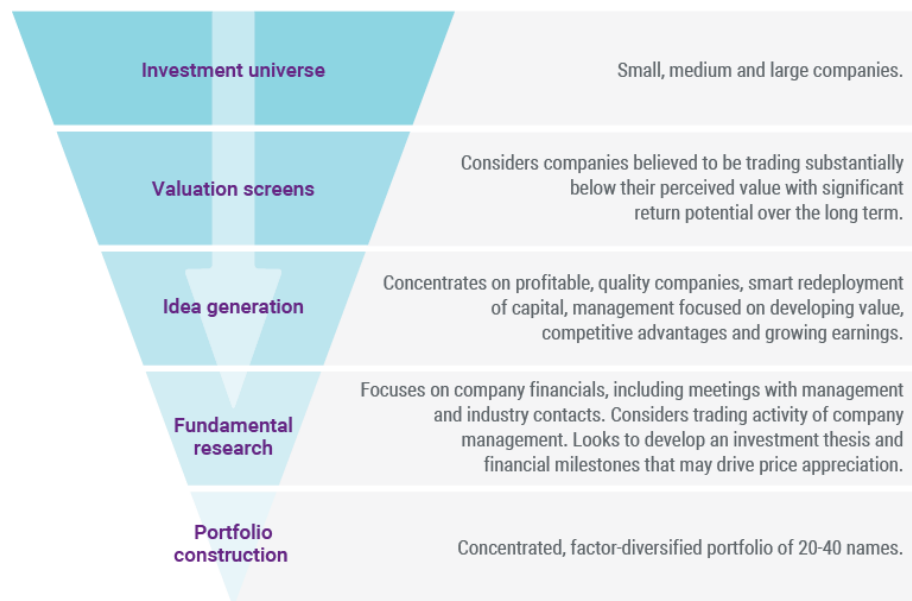 Investment universe
Small, medium and large companies.
Valuation screens
Considers companies believed to be trading substantially
below their perceived value with significant
return potential over the long term.
Idea generation
Concentrates on profitable, quality companies, smart redeployment
of capital, management focused on developing value,
competitive advantages and growing earnings.
Fundamental
research
Focuses on company financials, including meetings with management
and industry contacts. Considers trading activity of company
management. Looks to develop an investment thesis and
financial milestones that may drive price appreciation.
Portfolio
construction
Concentrated, factor-diversified portfolio of 20-40 names.